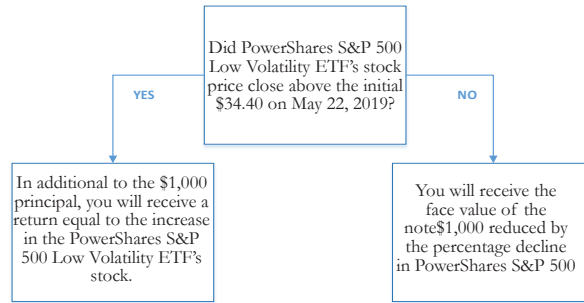 Did PowerShares S&P 500
Low Volatility ETF's stock
price close above the initial
$34.40 on May 22, 2019?
YES
NO
In additional to the $1,000
principal, you will receive a
return equal to the increase
in the PowerShares S&P
500 Low Volatility ETF's
stock.
You will receive the
face value of the
note$1,000 reduced by
the percentage decline
in PowerShares S&P 500